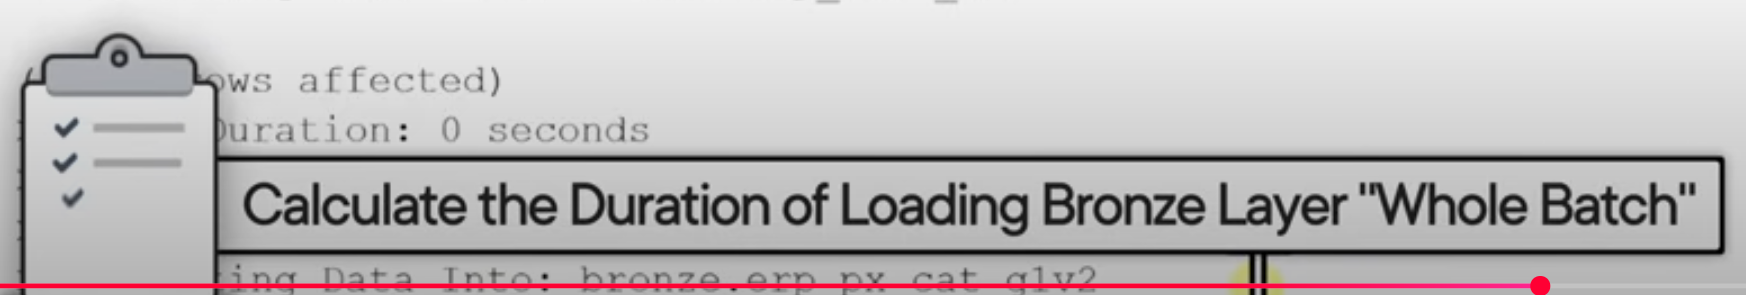 ows affected)
Duration: 0 seconds
Calculate the Duration of Loading Bronze Layer "Whole Batch"
ing Data Into: bronze.erp_px_cat_g1v2